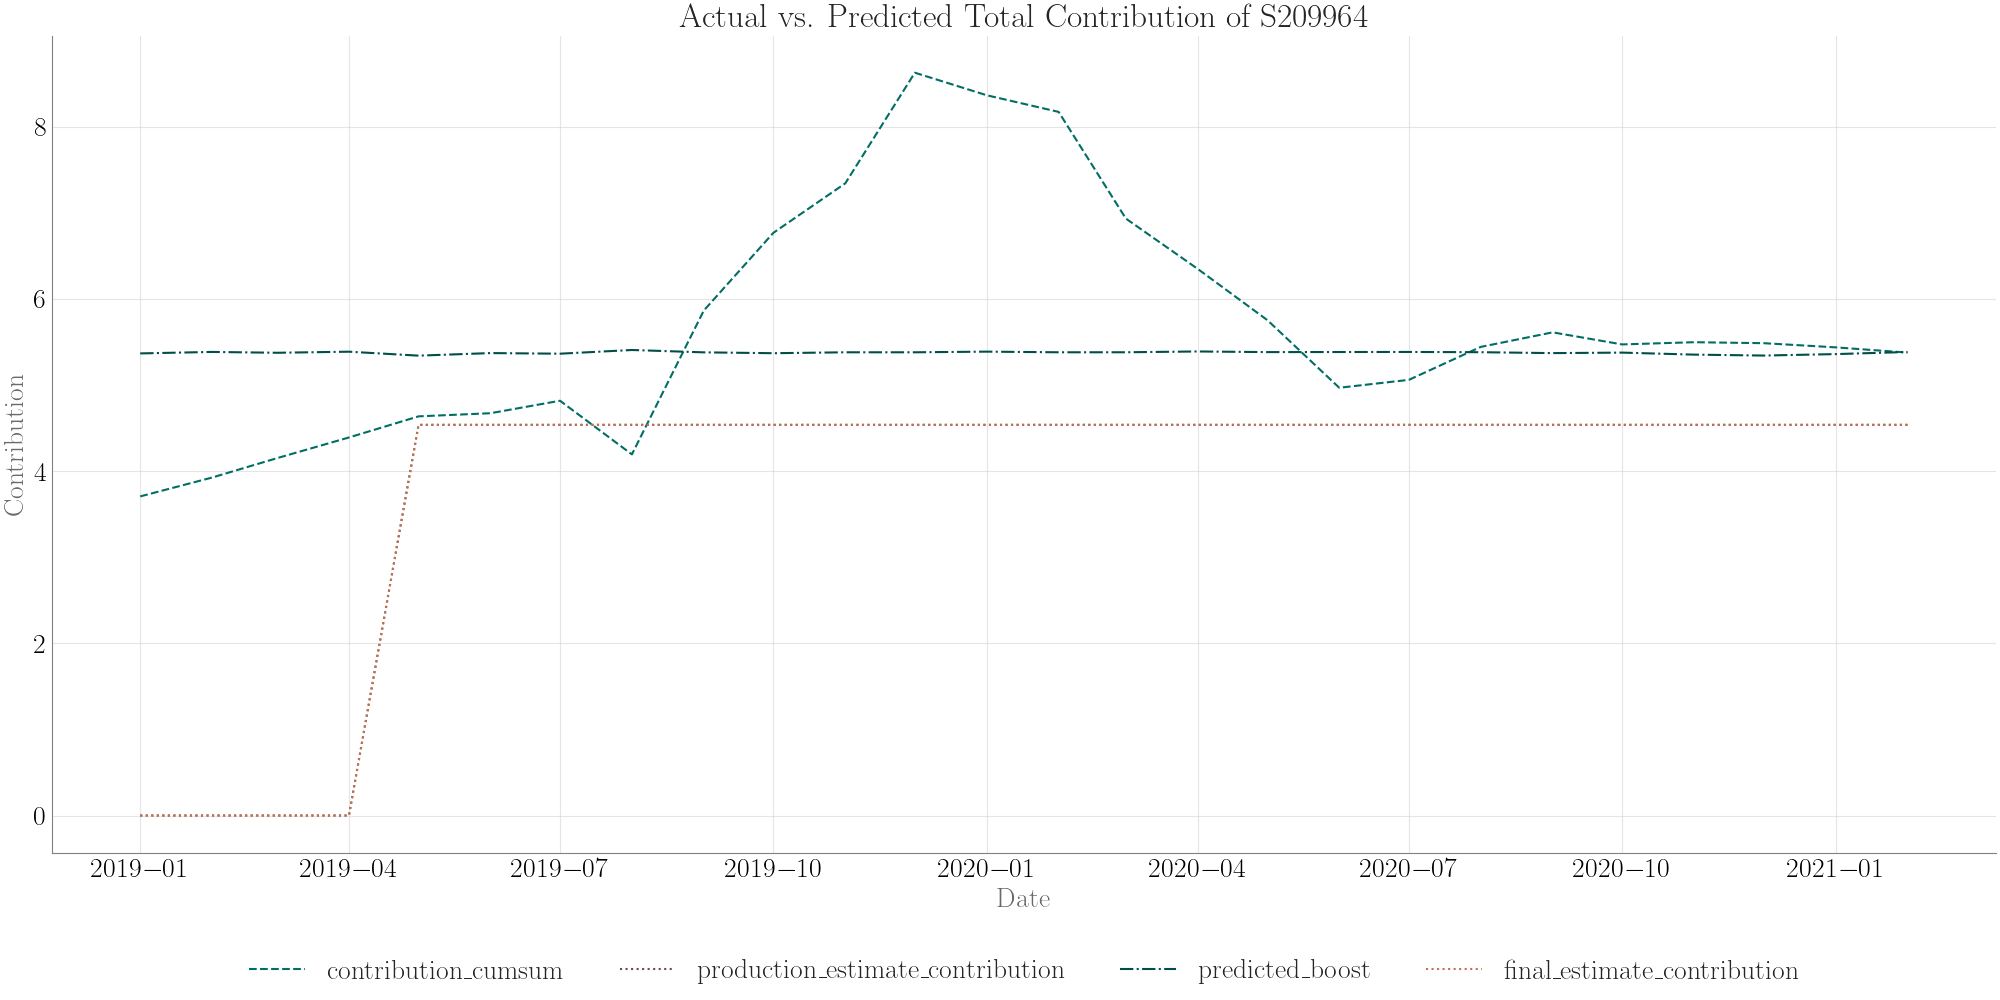 Actual vs. Predicted Total Contribution of S209964
Contribution
8
6
4
2
0
2019−01 2019−04 2019−07 2019−10 2020−01 2020−04 2020−07 2020−10 2021−01
Date
contribution_cumsum production_estimate_contribution predicted_boost final_estimate_contribution